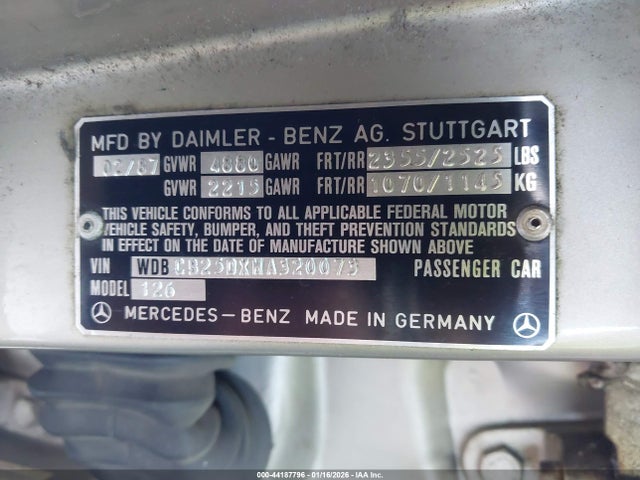 MFD BY DAIMLER - BENZ AG. STUTTGART
02/87 GVWR 4880 GAWR FRT/RR 2355/2525 LBS
GVWR 2215 GAWR FRT/RR 1070/1145 KG
THIS VEHICLE CONFORMS TO ALL APPLICABLE FEDERAL MOTOR
VEHICLE SAFETY, BUMPER, AND THEFT PREVENTION STANDARDS
IN EFFECT ON THE DATE OF MANUFACTURE SHOWN ABOVE
VIN WDB CB25DXHA320073 PASSENGER CAR
MODEL 126
MERCEDES-BENZ MADE IN GERMANY
000-44187796 - 01/16/2026 - IAA Corp.